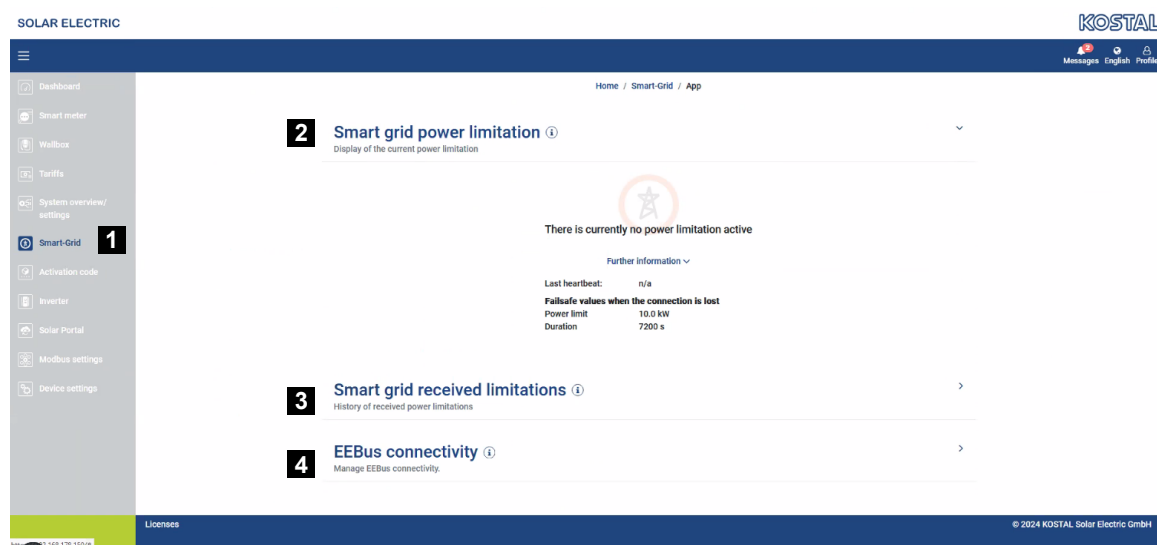 SOLAR ELECTRIC
KOSTAL
2
Messages English Profile
Dashboard
Home / Smart-Grid / App
Smart meter
2
Smart grid power limitation
Display of the current power limitation
Wallbox
Tariffs
System overview/
settings
There is currently no power limitation active
Smart-Grid
1
Further information
Activation code
Last heartbeat: n/a
Inverter
Failsafe values when the connection is lost
Power limit 10.0 kW
Duration 7200 s
Solar Portal
Modbus settings
Device settings
3
Smart grid received limitations
History of received power limitations
4
EEBus connectivity
Manage EEBus connectivity.
Licenses
© 2024 KOSTAL Solar Electric GmbH